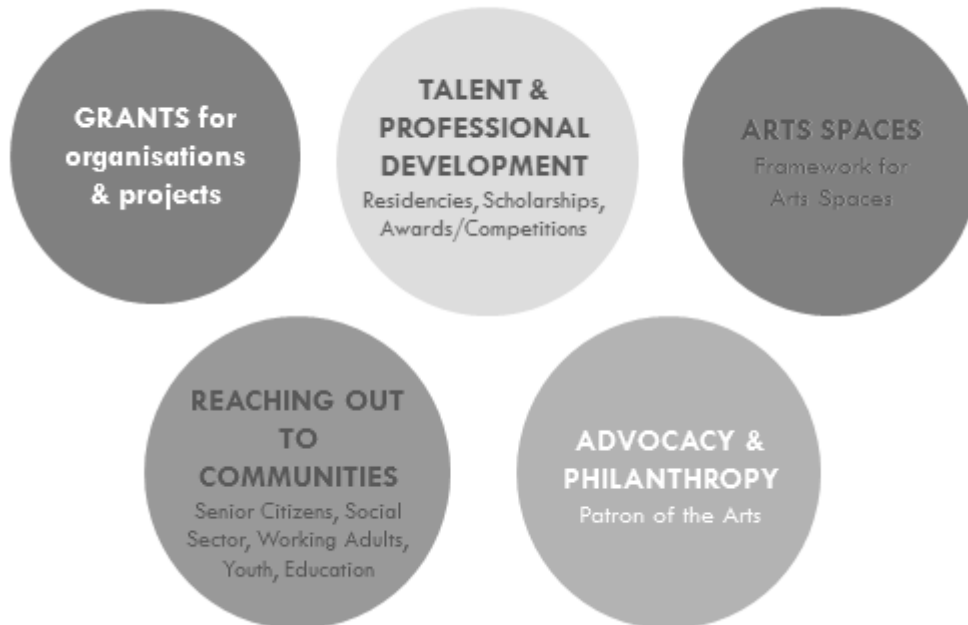 GRANTS for
organisations
& projects
TALENT &
PROFESSIONAL
DEVELOPMENT
Residencies, Scholarships,
Awards/Competitions
ARTS SPACES
Framework for
Arts Spaces
REACHING OUT
TO
COMMUNITIES
Senior Citizens, Social
Sector, Working Adults,
Youth, Education
ADVOCACY &
PHILANTHROPY
Patron of the Arts